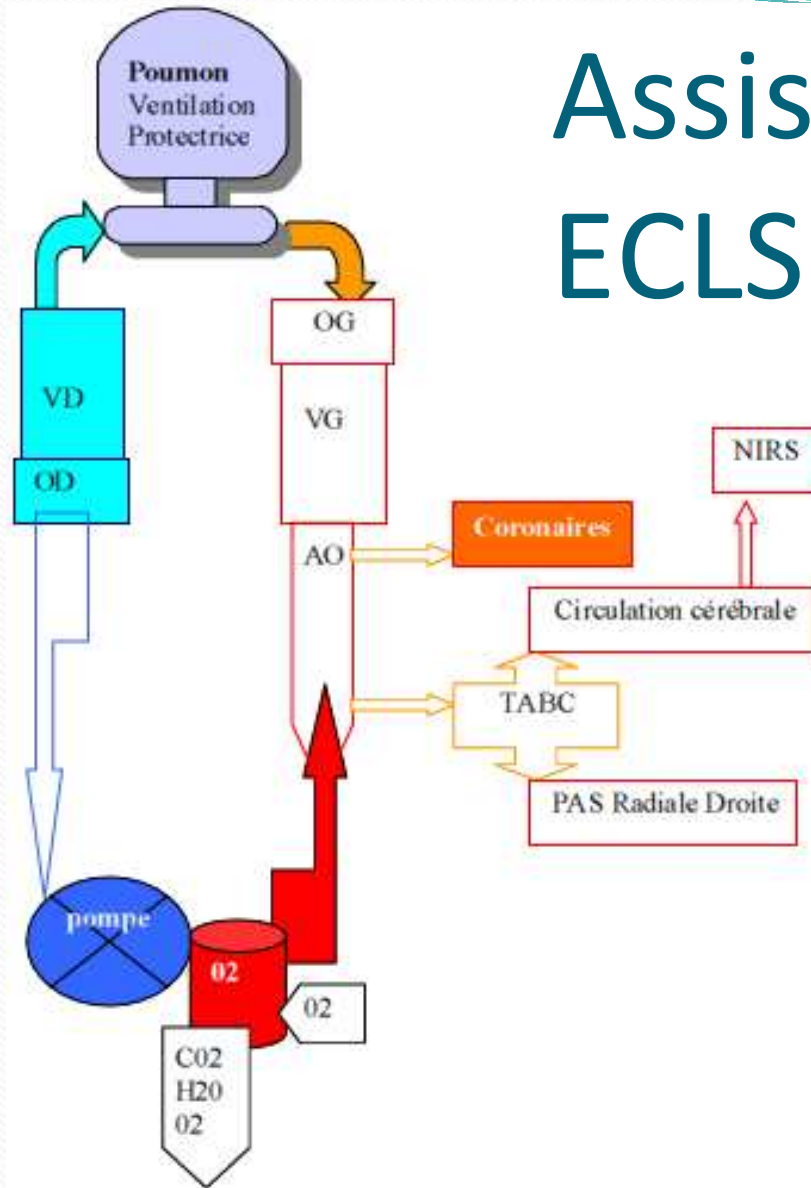 Assis
ECLS
Poumon
Ventilation
Protectrice
OG
VD
VG
OD
NIRS
AO
Coronaires
Circulation cérébrale
TABC
PAS Radiale Droite
pompe
02
02
C02
H20
02